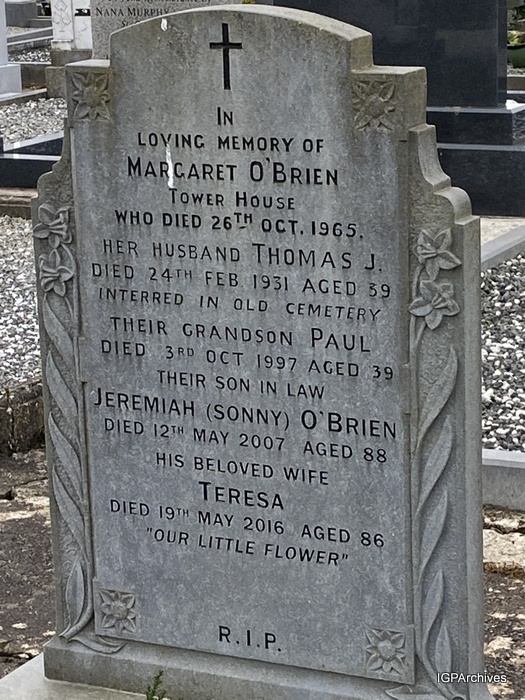 NANA MURPHY
IN
LOVING MEMORY OF
MARGARET O'BRIEN
TOWER HOUSE
WHO DIED 26TH OCT. 1965.
HER HUSBAND THOMAS J.
DIED 24TH FEB 1931 AGED 39
INTERRED IN OLD CEMETERY
THEIR GRANDSON PAUL
DIED 3RD OCT 1997 AGED 39
THEIR SON IN LAW
JEREMIAH (SONNY) O'BRIEN
DIED 12TH MAY 2007 AGED 88
HIS BELOVED WIFE
TERESA
DIED 19TH MAY 2016 AGED 86
"OUR LITTLE FLOWER"
R.I.P.
IGPArchives